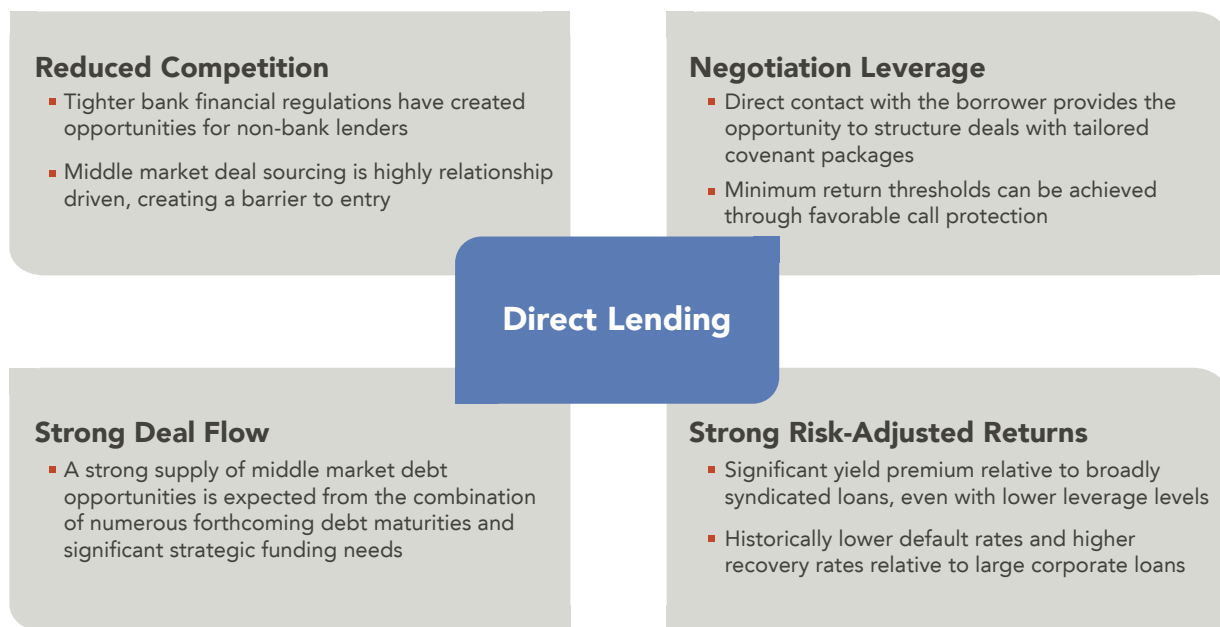 Reduced Competition
Tighter bank financial regulations have created
opportunities for non-bank lenders
Middle market deal sourcing is highly relationship
driven, creating a barrier to entry
Negotiation Leverage
Direct contact with the borrower provides the
opportunity to structure deals with tailored
covenant packages
Minimum return thresholds can be achieved
through favorable call protection
Direct Lending
Strong Deal Flow
A strong supply of middle market debt
opportunities is expected from the combination
of numerous forthcoming debt maturities and
significant strategic funding needs
Strong Risk-Adjusted Returns
Significant yield premium relative to broadly
syndicated loans, even with lower leverage levels
Historically lower default rates and higher
recovery rates relative to large corporate loans